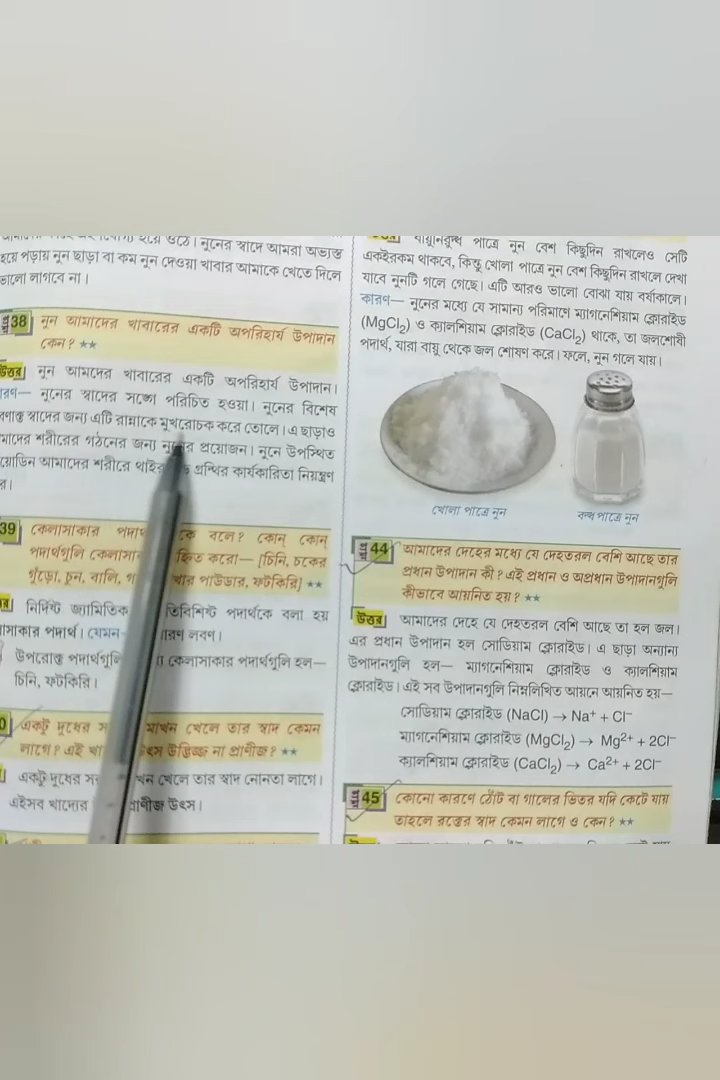 হয়ে পড়ায় নুন ছাড়া বা কম নুন দেওয়া খাবার আমাকে খেতে দিলে
ভালো লাগবে না।
38 নুন আমাদের খাবারের একটি অপরিহার্য উপাদান
কেন? ★★
উত্তর নুন আমদের খাবারের একটি অপরিহার্য উপাদান।
নুনের স্বাদের সঙ্গে পরিচিত হওয়া। নুনের বিশেষ
স্বাদের জন্য এটি রান্নাকে মুখরোচক করে তোলে। এ ছাড়াও
শরীরের গঠনের জন্য প্রয়োজন। নুনে উপস্থিত
আমাদের শরীরে গ্রন্থির কার্যকারিতা নিয়ন্ত্রণ
39 কেলাসাকার কে বলে? কোন্ কোন্
পদার্থগুলি করো— [চিনি, চকের
গুঁড়ো, চুন, বালি, পাউডার, ফটকিরি] ★★
নির্দিষ্ট জ্যামিতিক পদার্থকে বলা হয়
পদার্থ। যেমন লবণ।
উপরোক্ত কেলাসাকার পদার্থগুলি হল—
চিনি, ফটকিরি।
একটু দুধের মাখন খেলে তার স্বাদ কেমন
লাগে? এই উদ্ভিজ্জ না প্রাণীজ? ★★
একটু দুধের খেলে তার স্বাদ নোনতা লাগে।
এইসব খাদ্যের উৎস।
বায়ুনিরুদ্ধ পাত্রে নুন বেশ কিছুদিন রাখলেও সেটি
একইরকম থাকবে, কিন্তু খোলা পাত্রে নুন বেশ কিছুদিন রাখলে দেখা
যাবে নুনটি গলে গেছে। এটি আরও ভালো বোঝা যায় বর্ষাকালে।
কারণ— নুনের মধ্যে যে সামান্য পরিমাণে ম্যাগনেশিয়াম ক্লোরাইড
(MgCl₂) ও ক্যালশিয়াম ক্লোরাইড (CaCl₂) থাকে, তা জলশোষী
পদার্থ, যারা বায়ু থেকে জল শোষণ করে। ফলে, নুন গলে যায়।
খোলা পাত্রে নুন
বন্ধ পাত্রে নুন
প্রশ্ন 44 আমাদের দেহের মধ্যে যে দেহতরল বেশি আছে তার
প্রধান উপাদান কী? এই প্রধান ও অপ্রধান উপাদানগুলি
কীভাবে আয়নিত হয়? ★★
উত্তর আমাদের দেহে যে দেহতরল বেশি আছে তা হল জল।
এর প্রধান উপাদান হল সোডিয়াম ক্লোরাইড। এ ছাড়া অন্যান্য
উপাদানগুলি হল— ম্যাগনেশিয়াম ক্লোরাইড ও ক্যালশিয়াম
ক্লোরাইড। এই সব উপাদানগুলি নিম্নলিখিত আয়নে আয়নিত হয়—
সোডিয়াম ক্লোরাইড (NaCl) → Na⁺ + Cl⁻
ম্যাগনেশিয়াম ক্লোরাইড (MgCl₂) → Mg²⁺ + 2Cl⁻
ক্যালশিয়াম ক্লোরাইড (CaCl₂) → Ca²⁺ + 2Cl⁻
প্রশ্ন 45 কোনো কারণে ঠোঁট বা গালের ভিতর যদি কেটে যায়
তাহলে রক্তের স্বাদ কেমন লাগে ও কেন? ★★